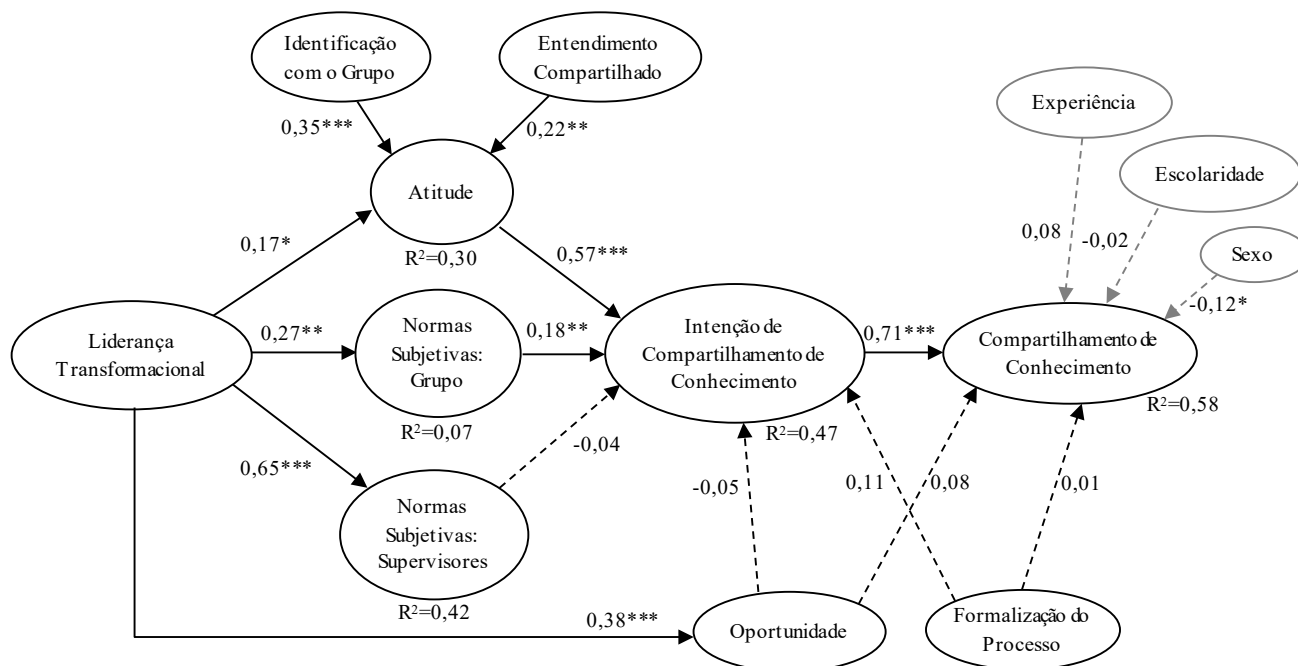 Identificação
com o Grupo
Entendimento
Compartilhado
Experiência
0,35***
0,22**
Atitude
Escolaridade
0,17*
R²=0,30
0,57***
0,08
-0,02
Sexo
-0,12*
Liderança
Transformacional
0,27**
Normas
Subjetivas:
Grupo
0,18**
Intenção de
Compartilhamento de
Conhecimento
0,71***
Compartilhamento de
Conhecimento
R²=0,07
R²=0,47
R²=0,58
0,65***
-0,04
-0,05
0,11
0,08
0,01
Normas
Subjetivas:
Supervisores
R²=0,42
0,38***
Oportunidade
Formalização do
Processo